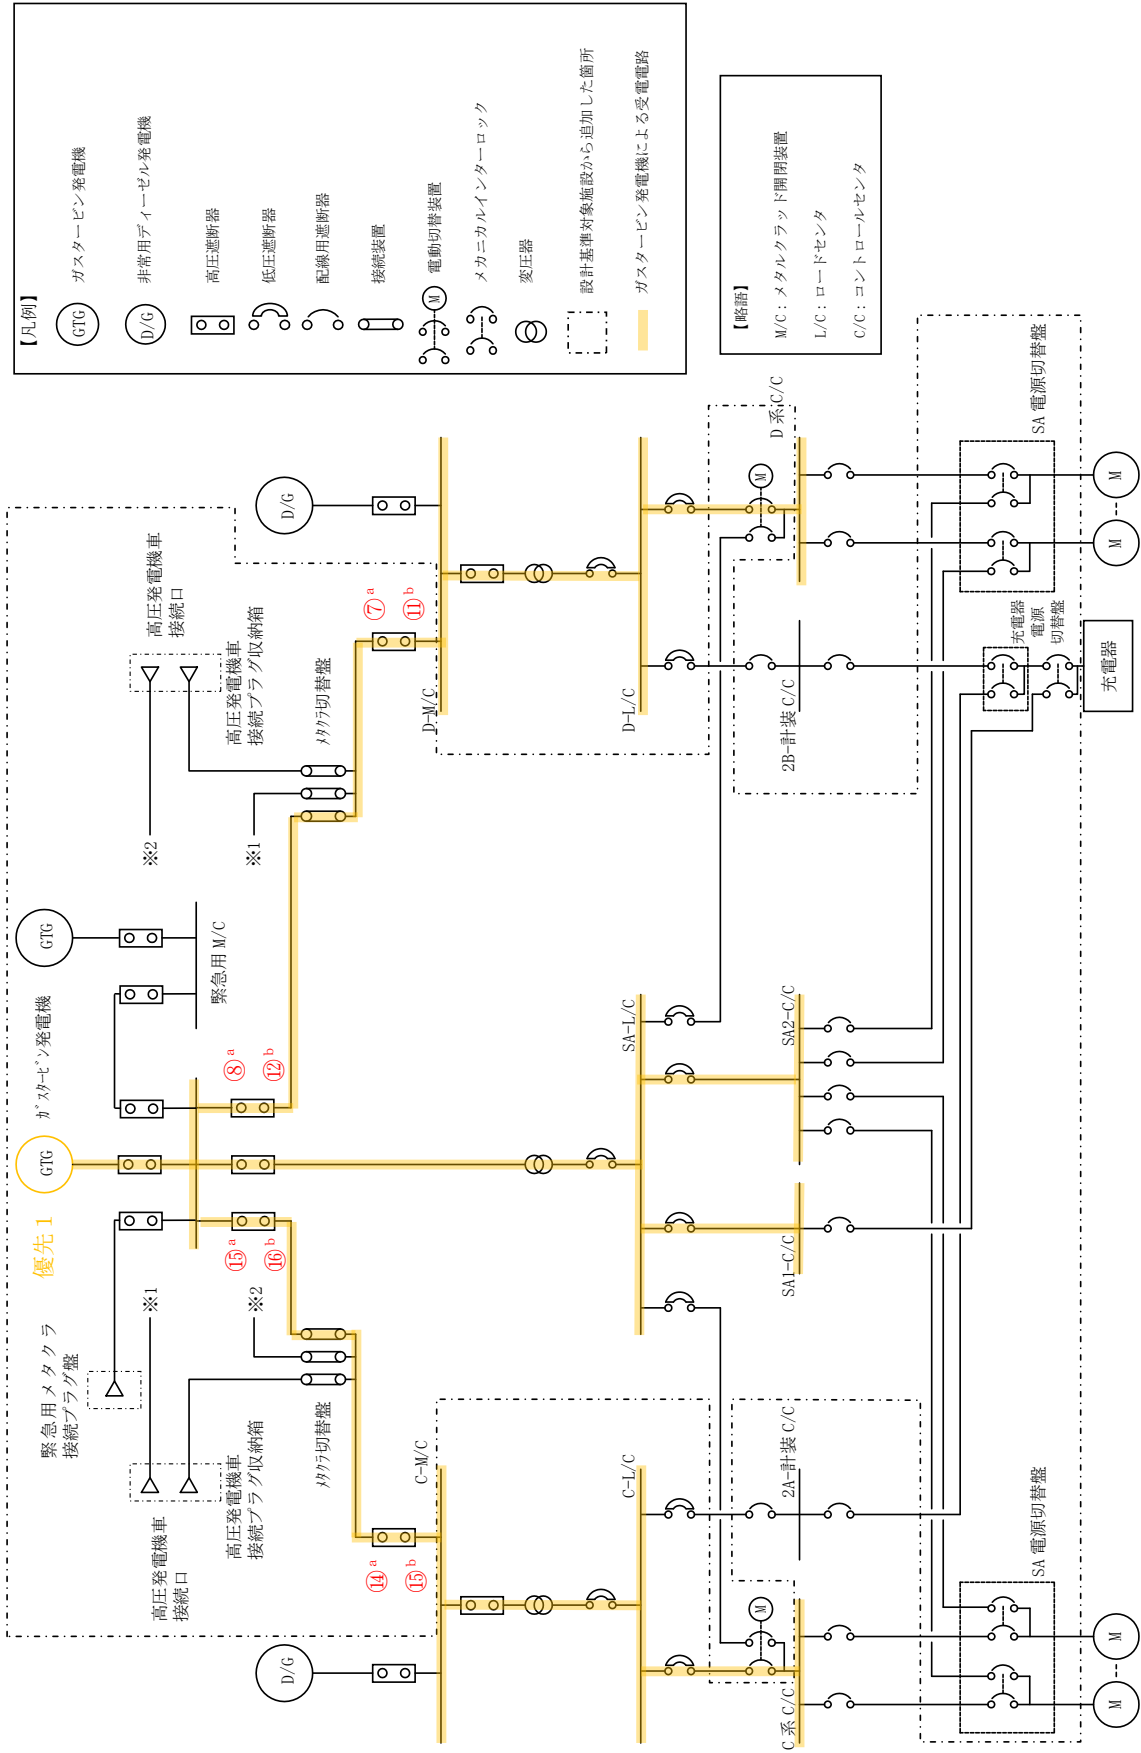 【凡例】
GTG
ガスタービン発電機
D/G
非常用ディーゼル発電機
高圧遮断器
低圧遮断器
配線用遮断器
接続装置
M
電動切替装置
メカニカルインターロック
変圧器
設計基準対象施設から追加した箇所
ガスタービン発電機による受電電路
【略語】
M/C：メタルクラッド開閉装置
L/C：ロードセンタ
C/C：コントロールセンタ
優先１
GTG
ｶﾞｽﾀｰﾋﾞﾝ発電機
GTG
緊急用メタクラ
接続プラグ盤
高圧発電機車
接続口
高圧発電機車
接続プラグ収納箱
※1
※2
高圧発電機車
接続口
高圧発電機車
接続プラグ収納箱
※2
※1
緊急用 M/C
⑮a
⑯b
⑧a
⑫b
ﾒﾀｸﾗ切替盤
ﾒﾀｸﾗ切替盤
D/G
D/G
⑭a
⑮b
⑦a
⑪b
C-M/C
D-M/C
C-L/C
SA-L/C
D-L/C
M
M
C 系 C/C
2A-計装 C/C
SA1-C/C
SA2-C/C
2B-計装 C/C
D 系 C/C
SA 電源切替盤
充電器
電源
切替盤
SA 電源切替盤
M
M
充電器
M
M